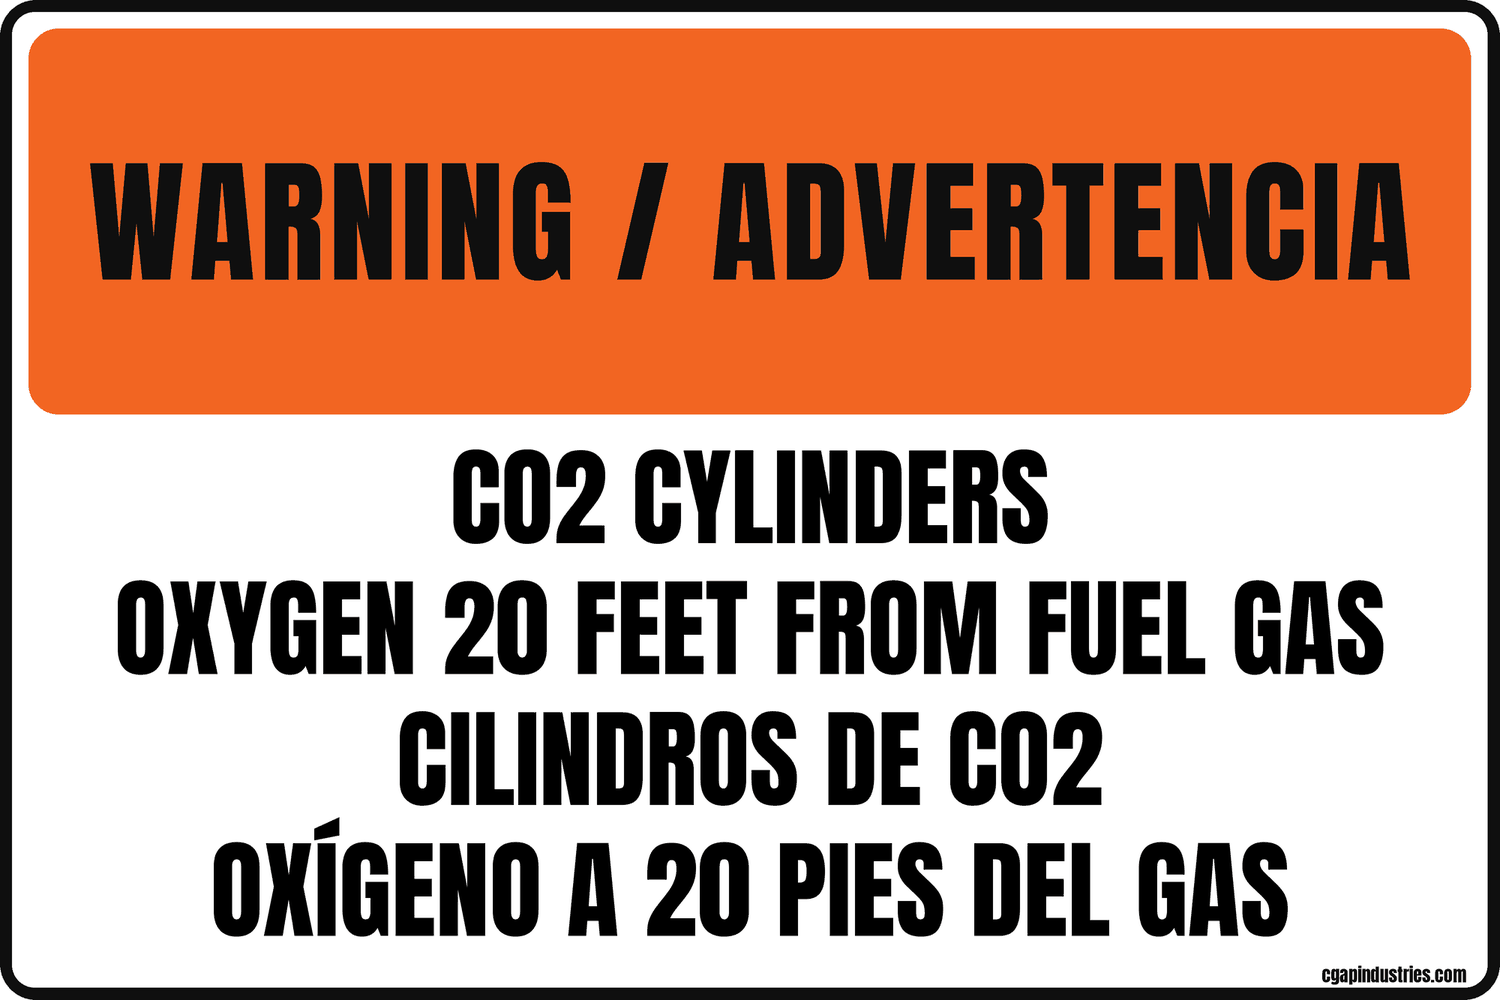 WARNING / ADVERTENCIA
CO2 CYLINDERS
OXYGEN 20 FEET FROM FUEL GAS
CILINDROS DE CO2
OXÍGENO A 20 PIES DEL GAS
cgapindustries.com